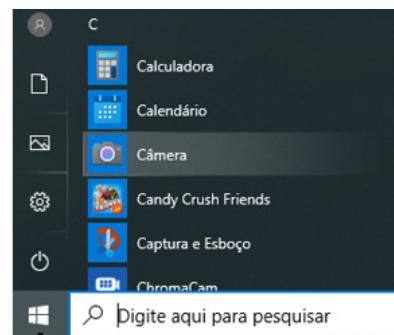 C
Calculadora
Calendário
Câmera
Candy Crush Friends
Captura e Esboço
ChromaCam
Digite aqui para pesquisar